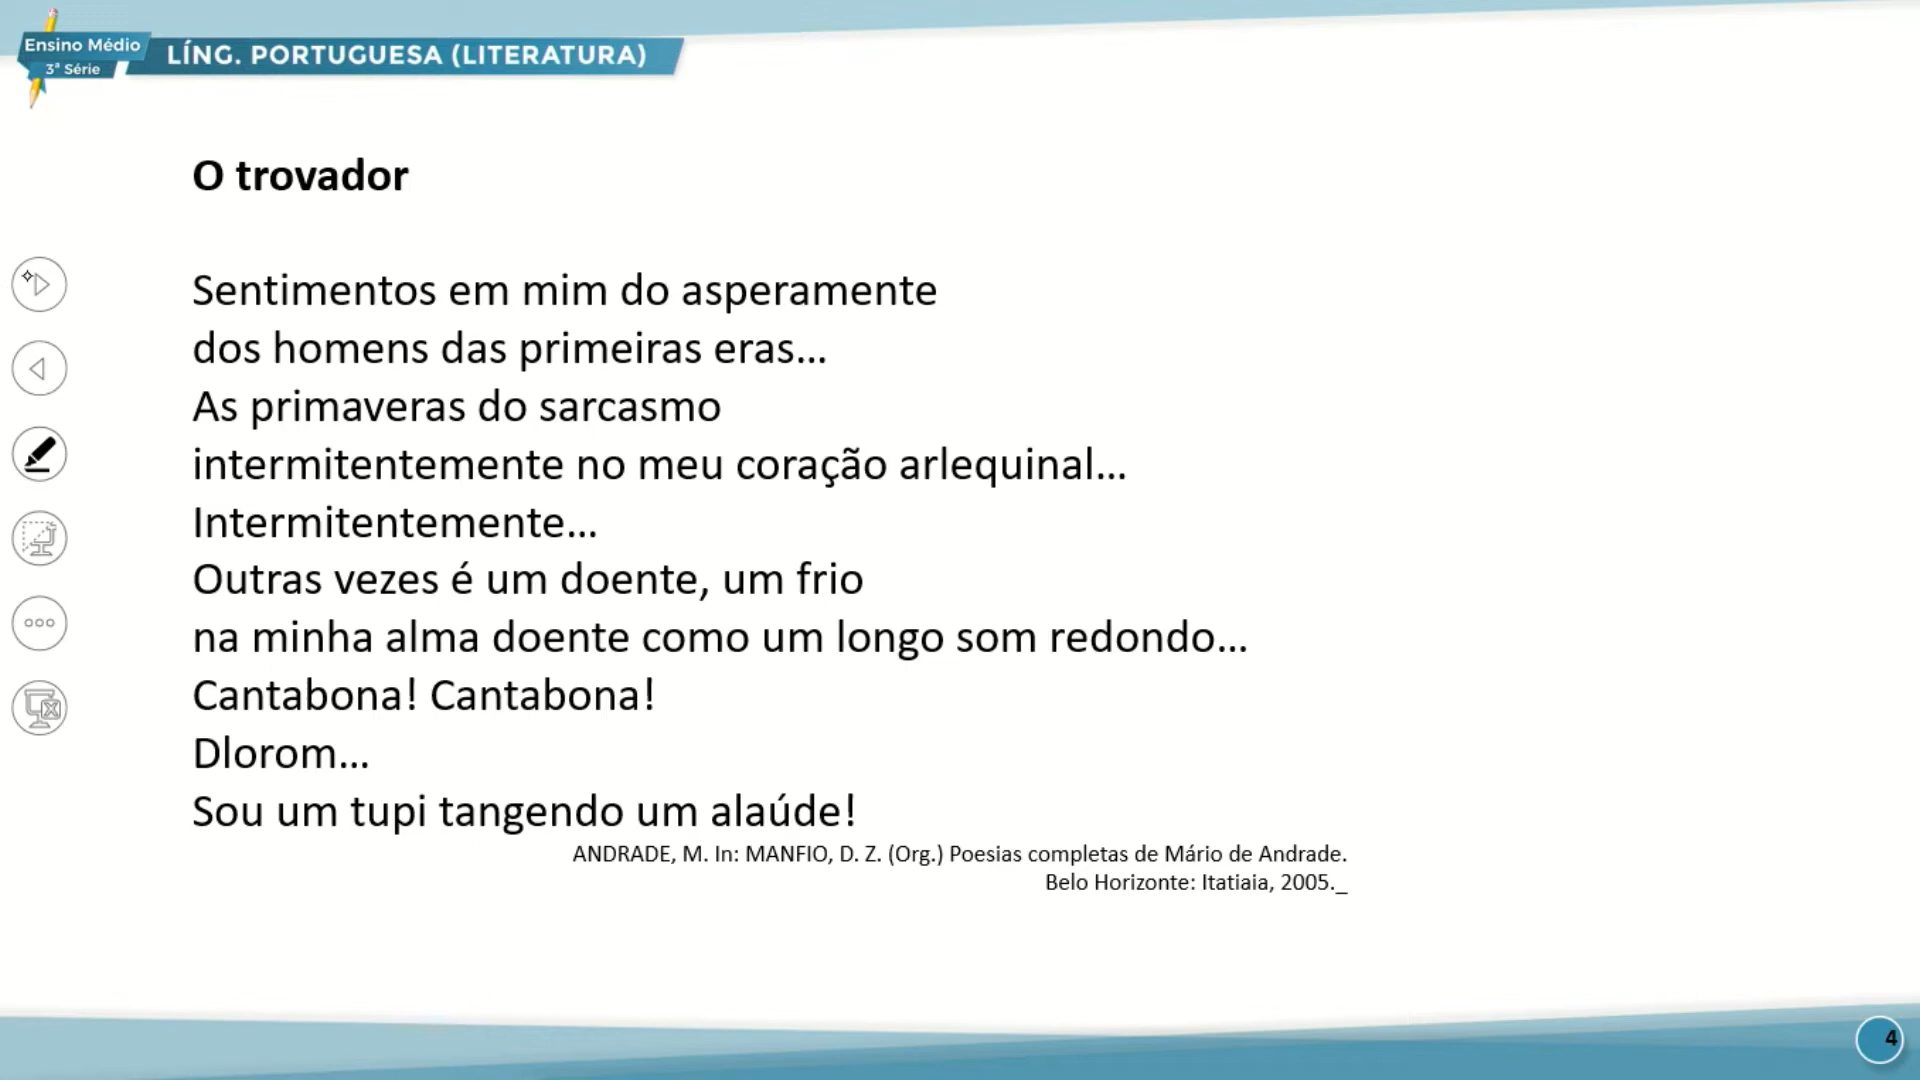 Ensino Médio
3ª Série
LÍNG. PORTUGUESA (LITERATURA)
O trovador
Sentimentos em mim do asperamente
dos homens das primeiras eras...
As primaveras do sarcasmo
intermitentemente no meu coração arlequinal...
Intermitentemente...
Outras vezes é um doente, um frio
na minha alma doente como um longo som redondo...
Cantabona! Cantabona!
Dlorom...
Sou um tupi tangendo um alaúde!
ANDRADE, M. In: MANFIO, D. Z. (Org.) Poesias completas de Mário de Andrade.
Belo Horizonte: Itatiaia, 2005._
4